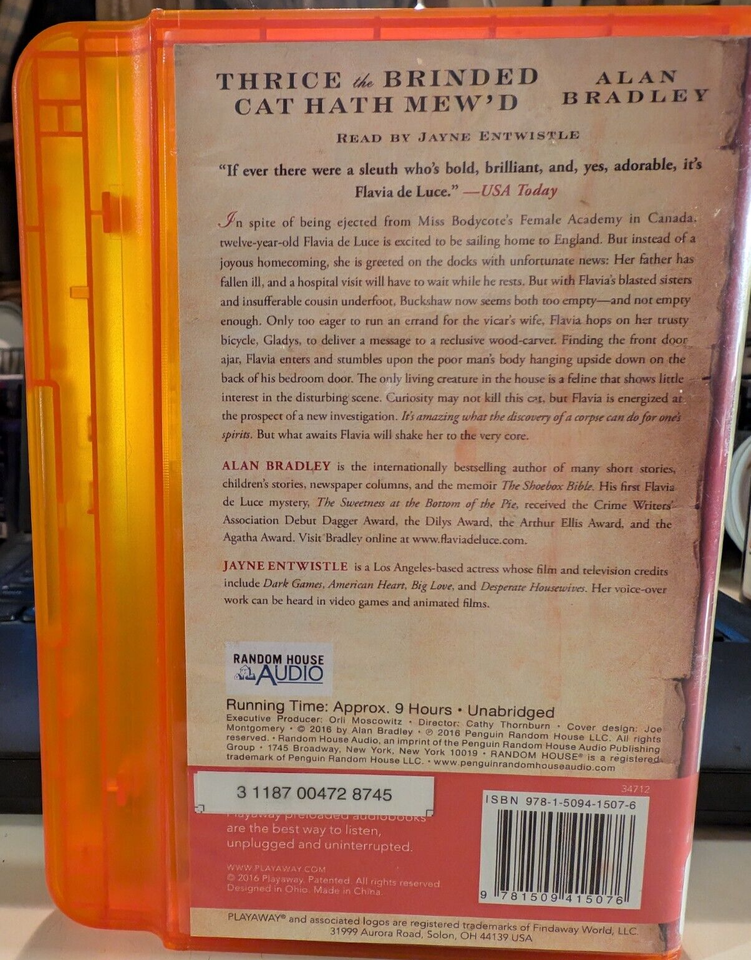 THRICE the BRINDED
CAT HATH MEW'D
ALAN
BRADLEY
READ BY JAYNE ENTWISTLE
“If ever there were a sleuth who's bold, brilliant, and, yes, adorable, it's
Flavia de Luce.” —USA Today
In spite of being ejected from Miss Bodycote's Female Academy in Canada,
twelve-year-old Flavia de Luce is excited to be sailing home to England. But instead of a
joyous homecoming, she is greeted on the docks with unfortunate news: Her father has
fallen ill, and a hospital visit will have to wait while he rests. But with Flavia's blasted sisters
and insufferable cousin underfoot, Buckshaw now seems both too empty—and not empty
enough. Only too eager to run an errand for the vicar's wife, Flavia hops on her trusty
bicycle, Gladys, to deliver a message to a reclusive wood-carver. Finding the front door
ajar, Flavia enters and stumbles upon the poor man's body hanging upside down on the
back of his bedroom door. The only living creature in the house is a feline that shows little
interest in the disturbing scene. Curiosity may not kill this cat, but Flavia is energized at
the prospect of a new investigation. It's amazing what the discovery of a corpse can do for one's
spirits. But what awaits Flavia will shake her to the very core.
ALAN BRADLEY is the internationally bestselling author of many short stories,
children's stories, newspaper columns, and the memoir The Shoebox Bible. His first Flavia
de Luce mystery, The Sweetness at the Bottom of the Pie, received the Crime Writers'
Association Debut Dagger Award, the Dilys Award, the Arthur Ellis Award, and the
Agatha Award. Visit Bradley online at www.flaviadeluce.com.
JAYNE ENTWISTLE is a Los Angeles-based actress whose film and television credits
include Dark Games, American Heart, Big Love, and Desperate Housewives. Her voice-over
work can be heard in video games and animated films.
RANDOM HOUSE
AUDIO
Running Time: Approx. 9 Hours • Unabridged
Executive Producer: Orli Moscowitz • Director: Cathy Thornburn • Cover design: Joe
Montgomery • © 2016 by Alan Bradley • ℗ 2016 Penguin Random House LLC. All rights
reserved. • Random House Audio, an imprint of the Penguin Random House Audio Publishing
Group • 1745 Broadway, New York, New York 10019 • RANDOM HOUSE® is a registered
trademark of Penguin Random House LLC. • www.penguinrandomhouseaudio.com
34712
3 1187 00472 8745
Playaway preloaded audiobooks
are the best way to listen,
unplugged and uninterrupted.
WWW.PLAYAWAY.COM
© 2016 Playaway. Patented. All rights reserved
Designed in Ohio. Made in China.
ISBN 978-1-5094-1507-6
9 781509 415076
PLAYAWAY® and associated logos are registered trademarks of Findaway World, LLC.
31999 Aurora Road, Solon, OH 44139 USA